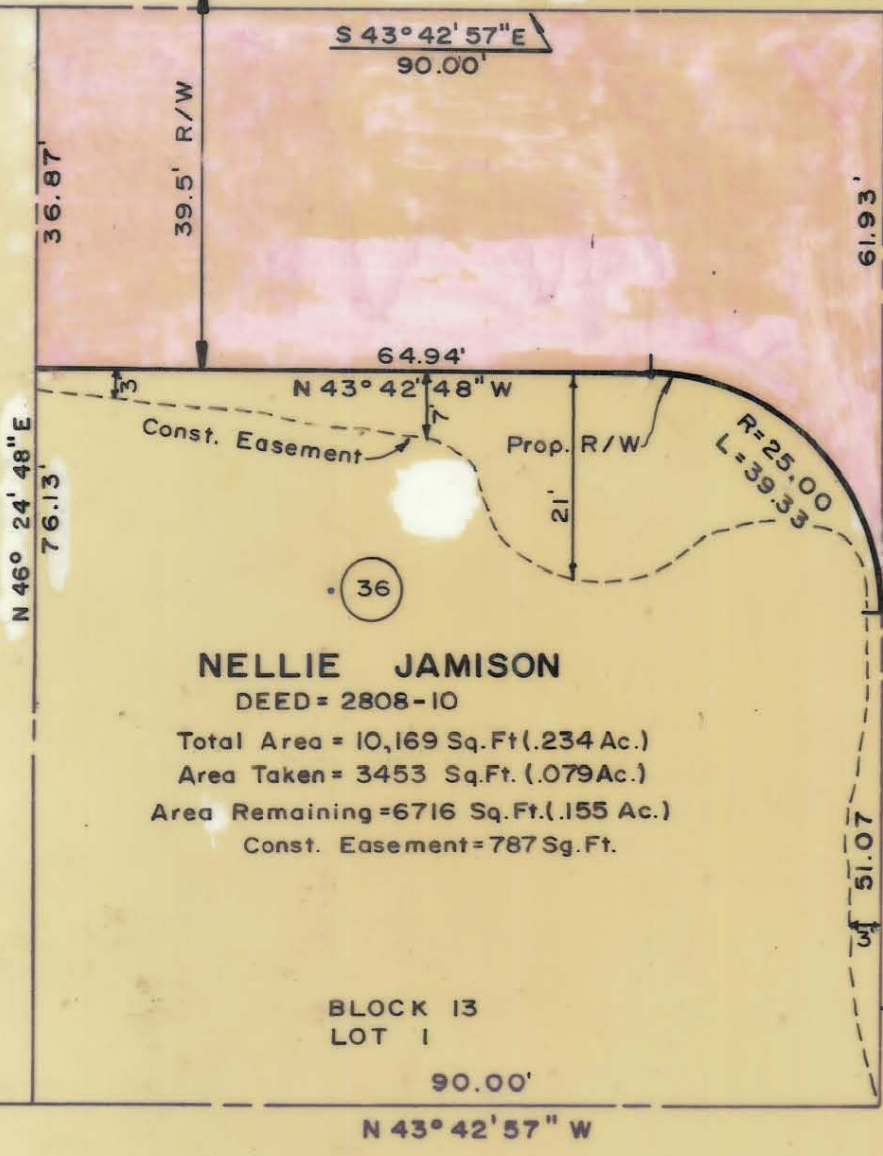 S 43° 42' 57" E
90.00'
36.87'
39.5' R/W
61.93'
64.94'
N 43° 42' 48" W
3'
7'
Const. Easement
Prop. R/W
21'
R=25.00
L=39.33
N 46° 24' 48" E
76.13'
36
NELLIE JAMISON
DEED = 2808-10
Total Area = 10,169 Sq.Ft (.234 Ac.)
Area Taken = 3453 Sq.Ft. (.079 Ac.)
Area Remaining = 6716 Sq.Ft. (.155 Ac.)
Const. Easement = 787 Sg.Ft.
51.07
3'
BLOCK 13
LOT 1
90.00'
N 43° 42' 57" W